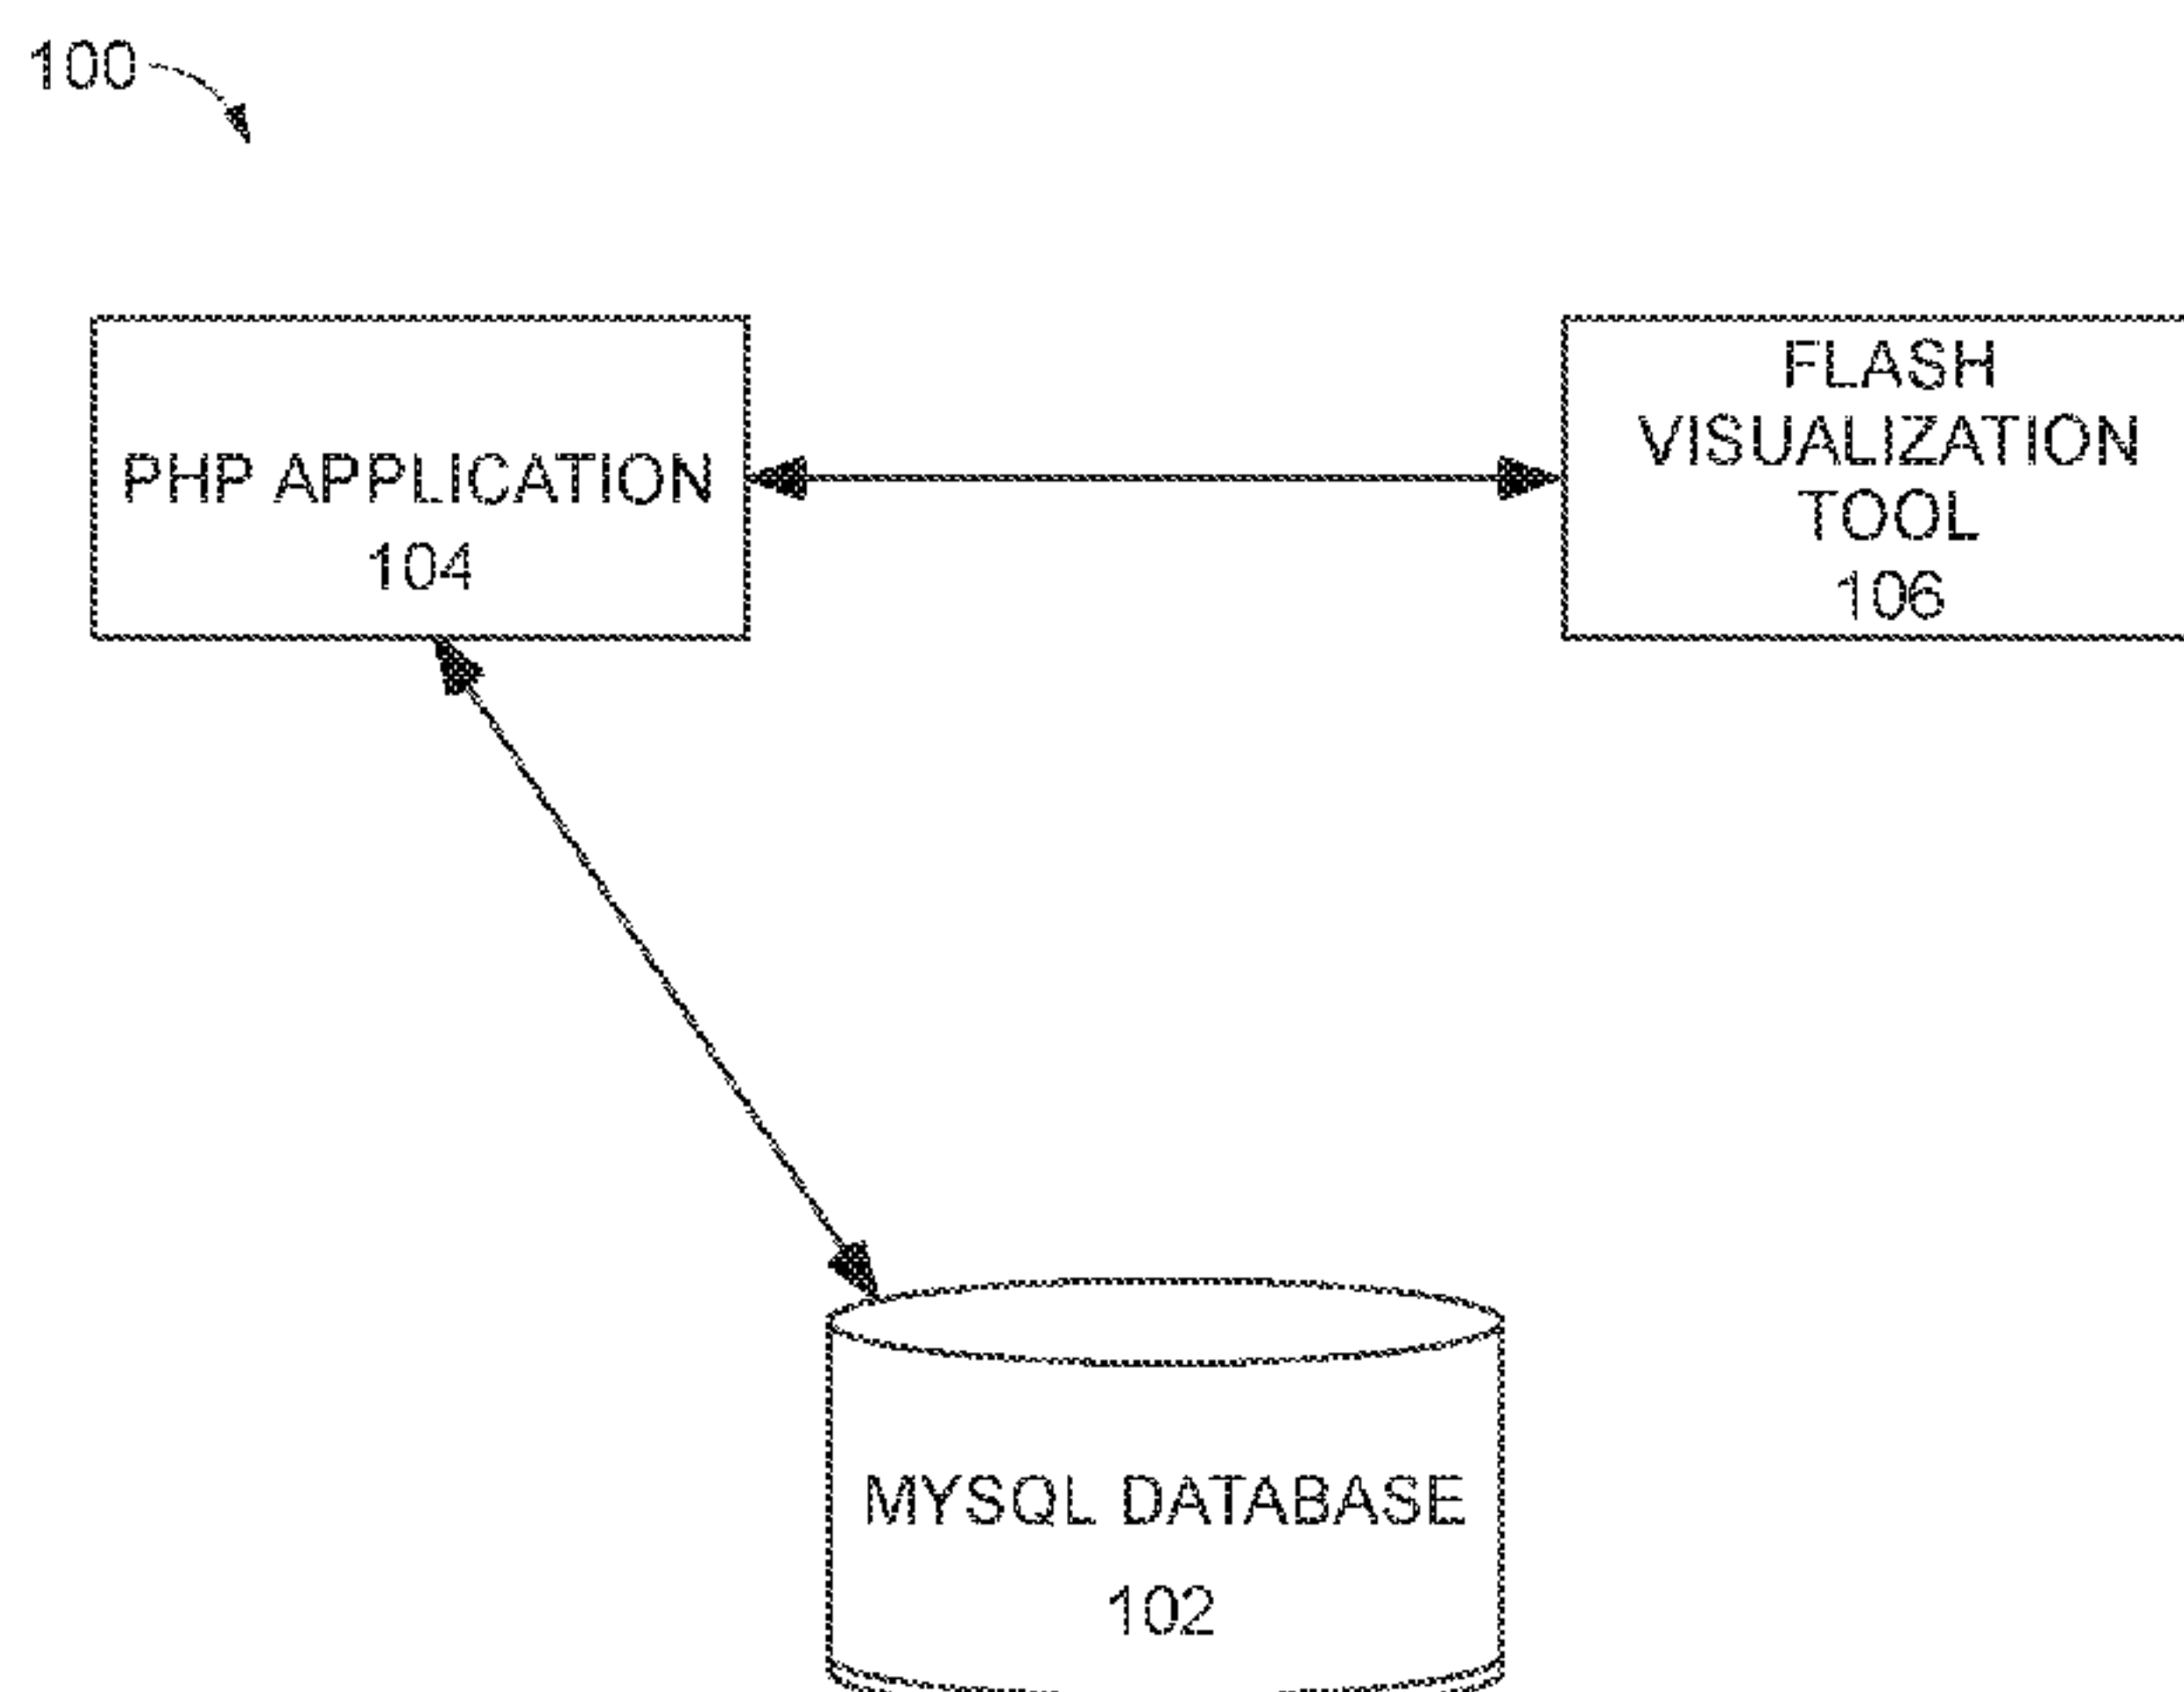 100
PHP APPLICATION
104
FLASH
VISUALIZATION
TOOL
106
MYSQL DATABASE
102